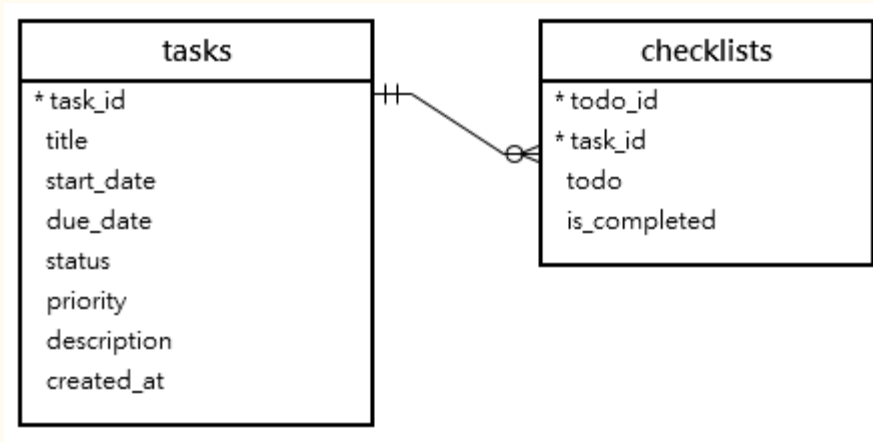 tasks
* task_id
title
start_date
due_date
status
priority
description
created_at
checklists
* todo_id
* task_id
todo
is_completed